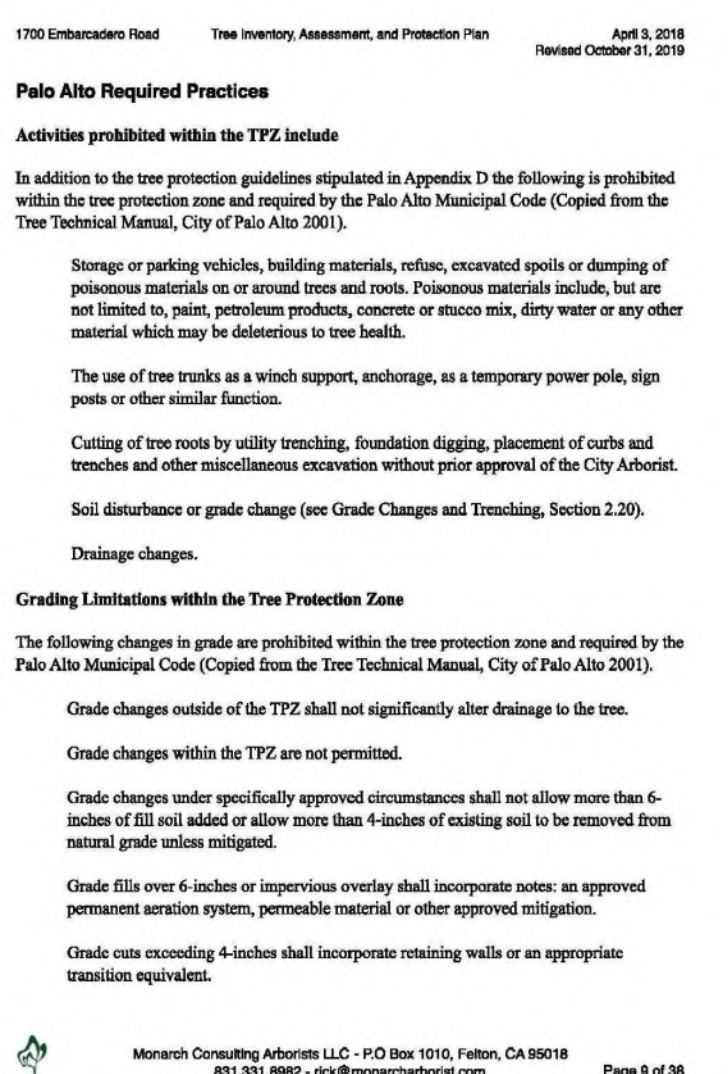 1700 Embarcadero Road Tree Inventory, Assessment, and Protection Plan April 3, 2018
Revised October 31, 2019
Palo Alto Required Practices
Activities prohibited within the TPZ include
In addition to the tree protection guidelines stipulated in Appendix D the following is prohibited
within the tree protection zone and required by the Palo Alto Municipal Code (Copied from the
Tree Technical Manual, City of Palo Alto 2001).
Storage or parking vehicles, building materials, refuse, excavated spoils or dumping of
poisonous materials on or around trees and roots. Poisonous materials include, but are
not limited to, paint, petroleum products, concrete or stucco mix, dirty water or any other
material which may be deleterious to tree health.
The use of tree trunks as a winch support, anchorage, as a temporary power pole, sign
posts or other similar function.
Cutting of tree roots by utility trenching, foundation digging, placement of curbs and
trenches and other miscellaneous excavation without prior approval of the City Arborist.
Soil disturbance or grade change (see Grade Changes and Trenching, Section 2.20).
Drainage changes.
Grading Limitations within the Tree Protection Zone
The following changes in grade are prohibited within the tree protection zone and required by the
Palo Alto Municipal Code (Copied from the Tree Technical Manual, City of Palo Alto 2001).
Grade changes outside of the TPZ shall not significantly alter drainage to the tree.
Grade changes within the TPZ are not permitted.
Grade changes under specifically approved circumstances shall not allow more than 6-
inches of fill soil added or allow more than 4-inches of existing soil to be removed from
natural grade unless mitigated.
Grade fills over 6-inches or impervious overlay shall incorporate notes: an approved
permanent aeration system, permeable material or other approved mitigation.
Grade cuts exceeding 4-inches shall incorporate retaining walls or an appropriate
transition equivalent.
Monarch Consulting Arborists LLC - P.O Box 1010, Felton, CA 95018
831.331.8982 - rick@monarcharborist.com Page 9 of 38